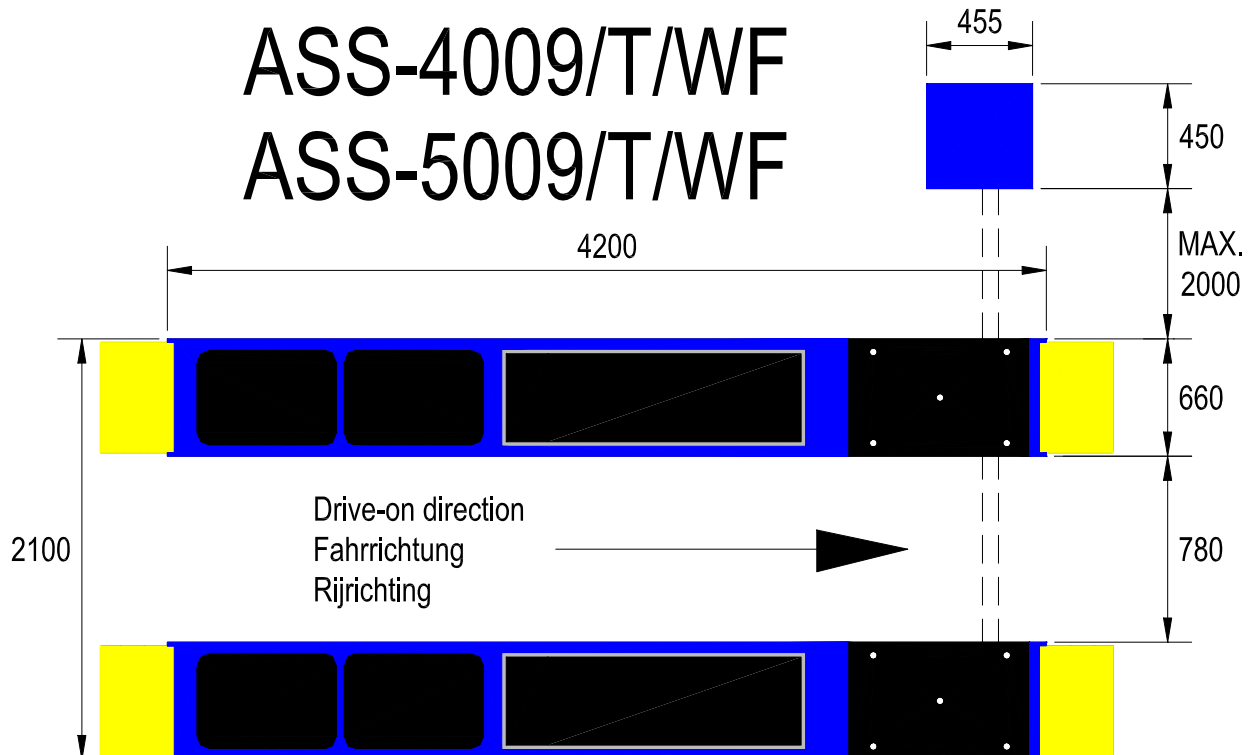 ASS-4009/T/WF
ASS-5009/T/WF
455
450
4200
MAX.
2000
660
Drive-on direction
Fahrrichtung
Rijrichting
2100
780